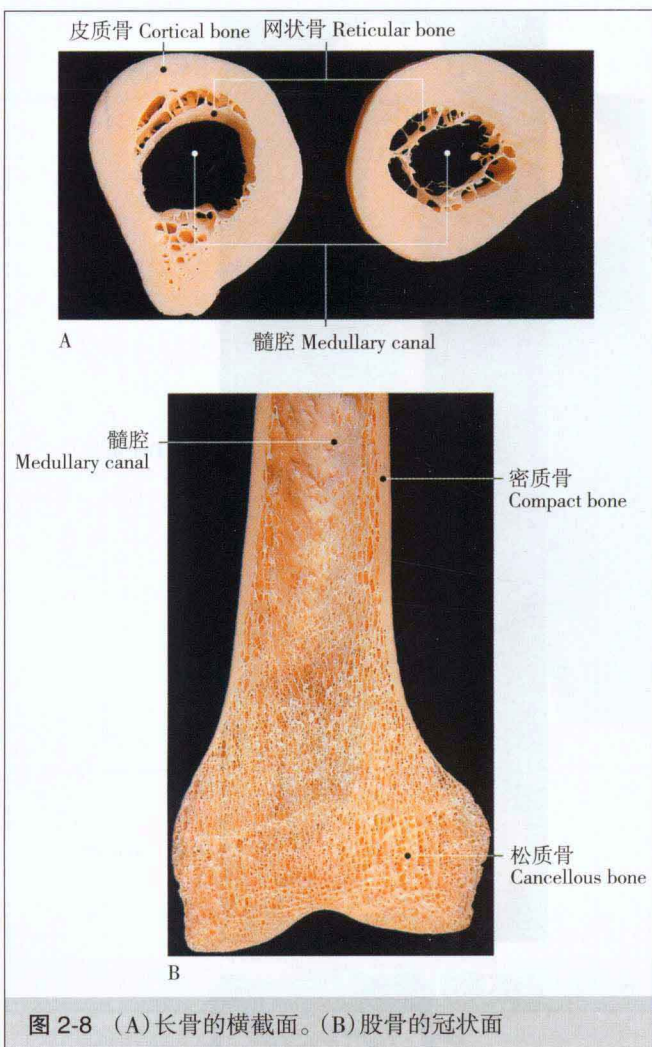 皮质骨 Cortical bone 网状骨 Reticular bone
A
髓腔 Medullary canal
髓腔
Medullary canal
密质骨
Compact bone
松质骨
Cancellous bone
B
图 2-8 (A)长骨的横截面。(B)股骨的冠状面